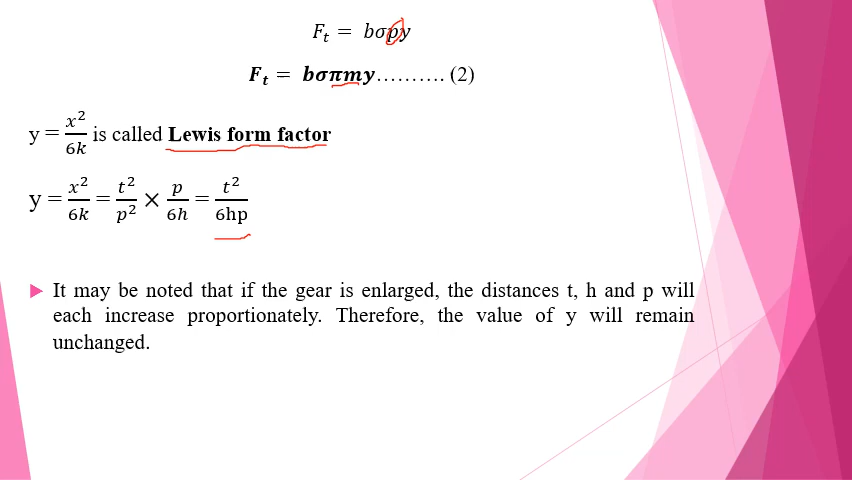 F_t = bσpy
F_t = bσπmy.......... (2)
y = x²/6k is called Lewis form factor
y = x²/6k = t²/p² × p/6h = t²/6hp
It may be noted that if the gear is enlarged, the distances t, h and p will
each increase proportionately. Therefore, the value of y will remain
unchanged.